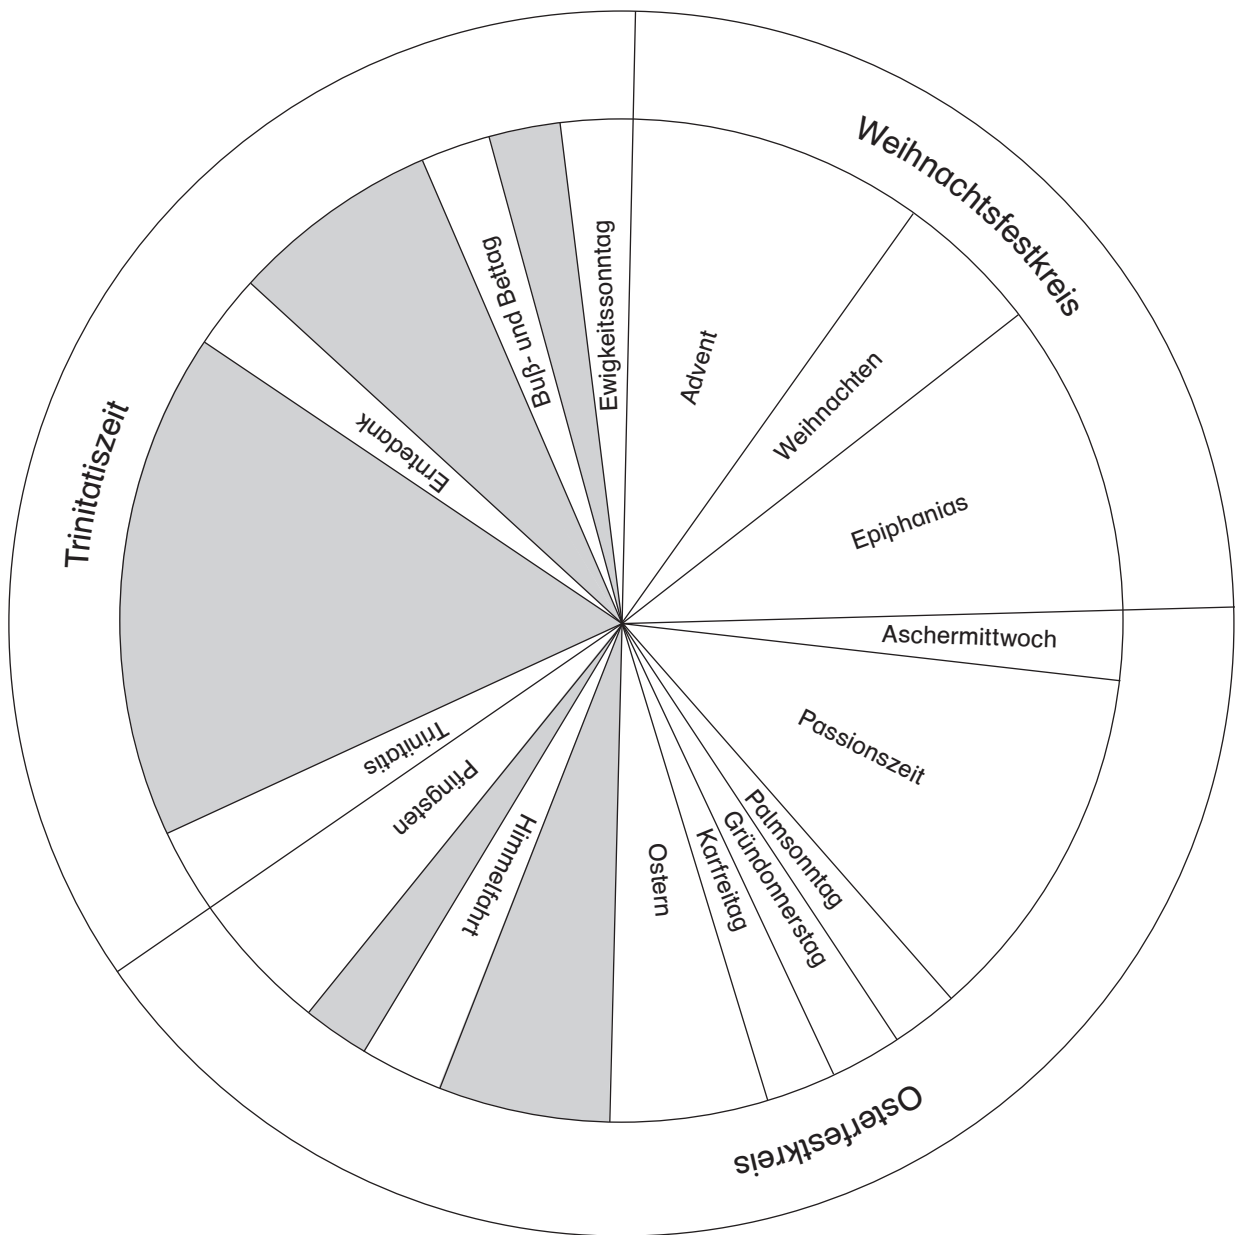 Weihnachtsfestkreis
Advent
Weihnachten
Epiphanias
Osterfestkreis
Aschermittwoch
Passionszeit
Palmsonntag
Gründonnerstag
Karfreitag
Ostern
Himmelfahrt
Pfingsten
Trinitatiszeit
Trinitatis
Erntedank
Buß- und Bettag
Ewigkeitssonntag